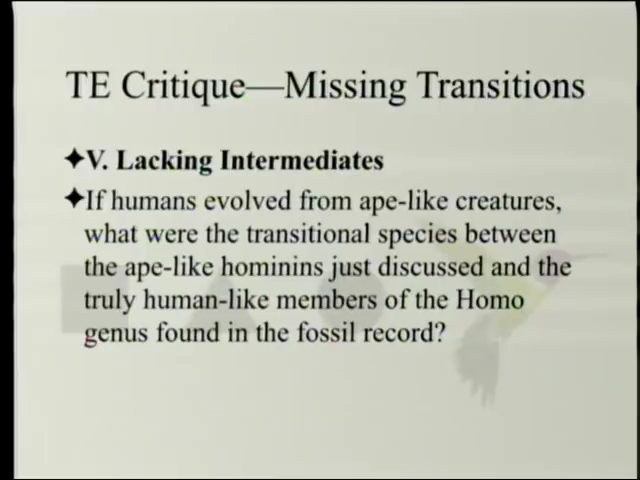 TE Critique—Missing Transitions
✦V. Lacking Intermediates
✦If humans evolved from ape-like creatures,
what were the transitional species between
the ape-like hominins just discussed and the
truly human-like members of the Homo
genus found in the fossil record?